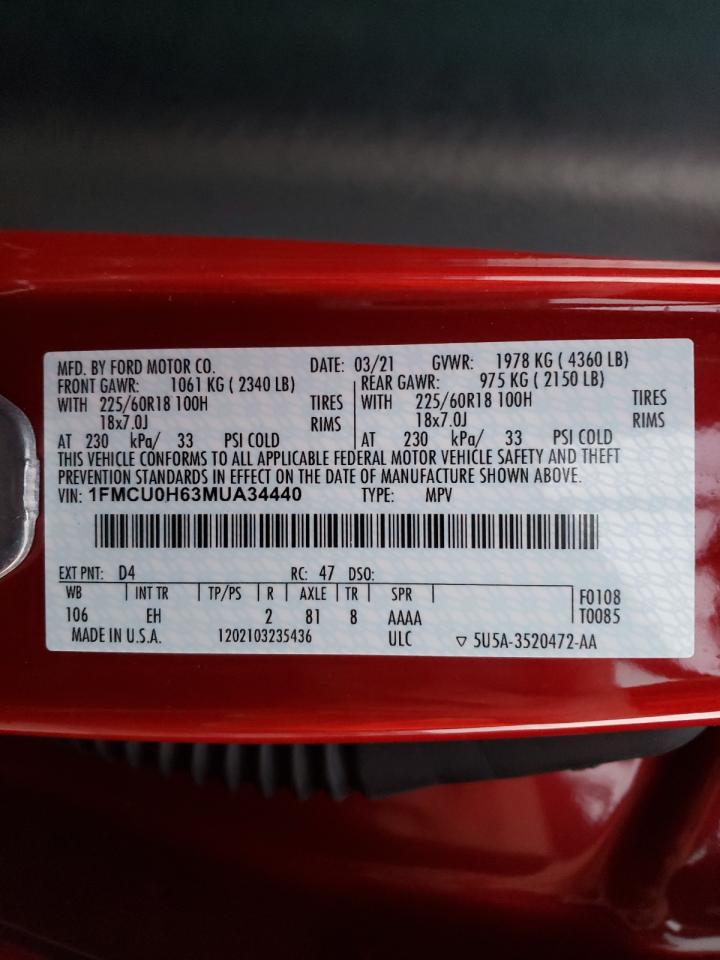 MFD. BY FORD MOTOR CO. DATE: 03/21 GVWR: 1978 KG ( 4360 LB)
FRONT GAWR: 1061 KG ( 2340 LB) REAR GAWR: 975 KG ( 2150 LB)
WITH 225/60R18 100H TIRES WITH 225/60R18 100H TIRES
18x7.0J RIMS 18x7.0J RIMS
AT 230 kPa/ 33 PSI COLD AT 230 kPa/ 33 PSI COLD
THIS VEHICLE CONFORMS TO ALL APPLICABLE FEDERAL MOTOR VEHICLE SAFETY AND THEFT
PREVENTION STANDARDS IN EFFECT ON THE DATE OF MANUFACTURE SHOWN ABOVE.
VIN: 1FMCU0H63MUA34440 TYPE: MPV
EXT PNT: D4 RC: 47 DSO:
WB INT TR TP/PS R AXLE TR SPR F0108
106 EH 2 81 8 AAAA T0085
MADE IN U.S.A. 1202103235436 ULC ▽ 5U5A-3520472-AA